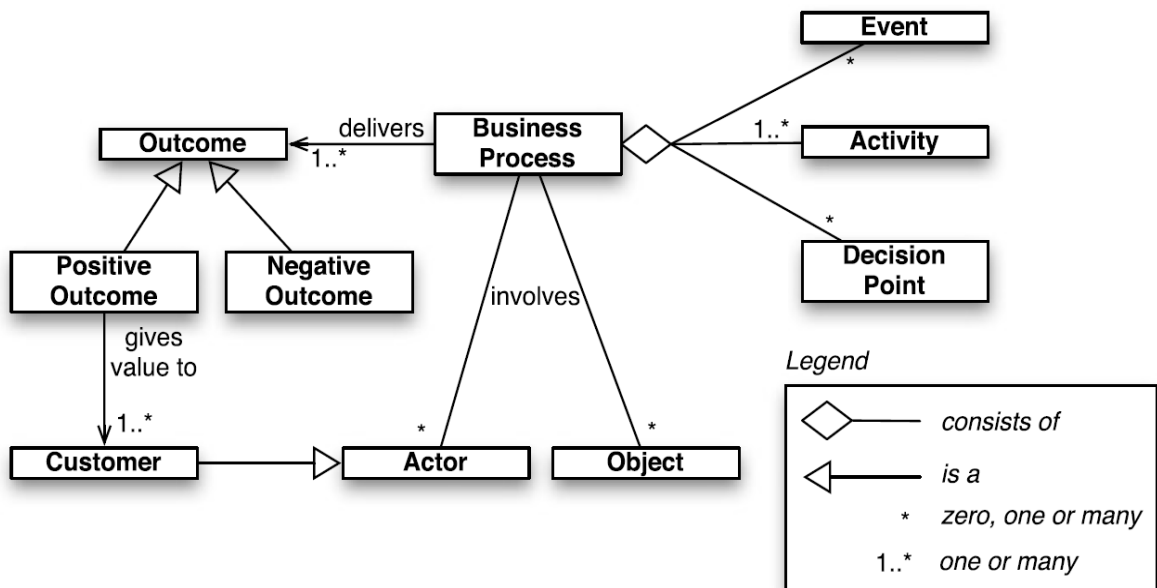 Event
*
delivers
Business
Process
1..*
Activity
Outcome
1..*
*
Decision
Point
Positive
Outcome
Negative
Outcome
involves
gives
value to
Legend
1..*
*
*
consists of
Customer
Actor
Object
is a
* zero, one or many
1..* one or many